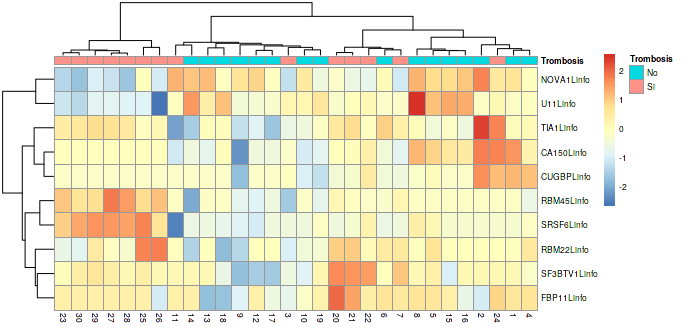 Trombosis
Trombosis
No
SI
2
1
0
-1
-2
NOVA1Linfo
U11Linfo
TIA1Linfo
CA150Linfo
CUGBPLinfo
RBM45Linfo
SRSF6Linfo
RBM22Linfo
SF3BTV1Linfo
FBP11Linfo
23 30 29 27 28 25 26 11 14 13 18 9 12 17 3 10 19 20 21 22 6 7 8 5 15 16 2 24 1 4